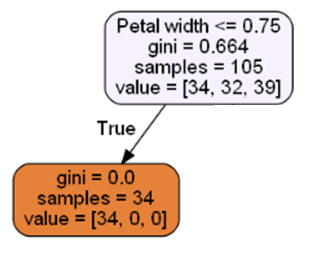 Petal width <= 0.75
gini = 0.664
samples = 105
value = [34, 32, 39]
True
gini = 0.0
samples = 34
value = [34, 0, 0]